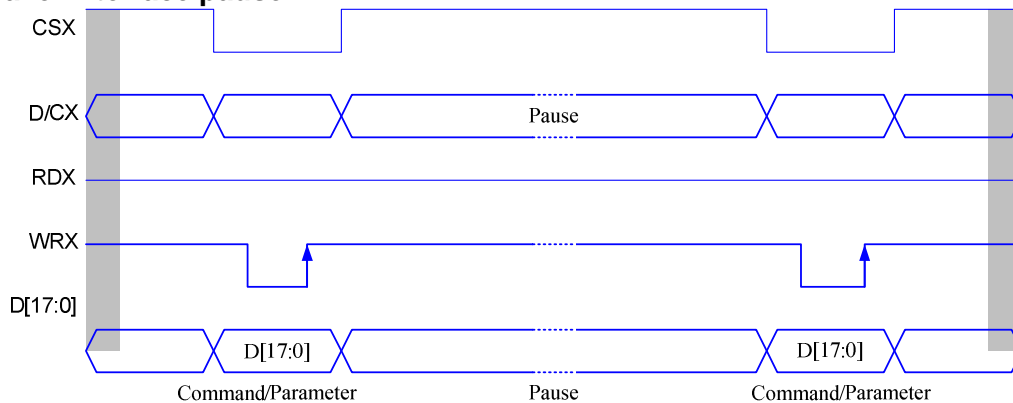 CSX
D/CX
Pause
RDX
WRX
D[17:0]
D[17:0] D[17:0]
Command/Parameter Pause Command/Parameter